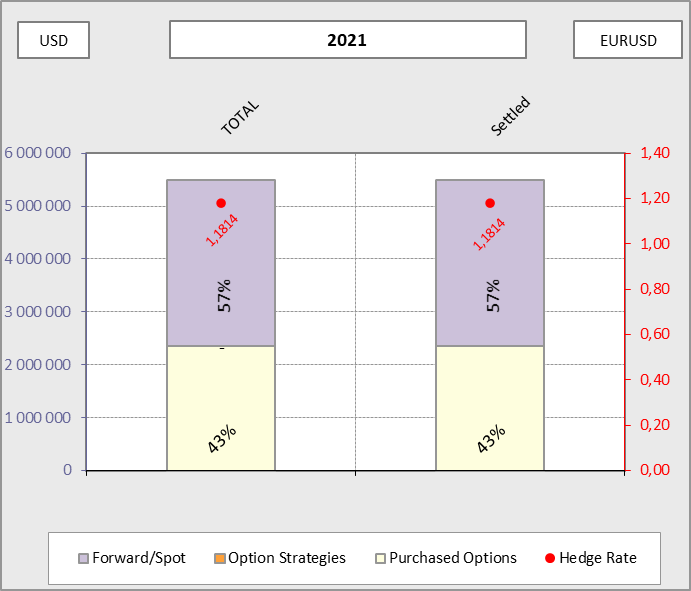 USD
2021
EURUSD
TOTAL
Settled
6 000 000
5 000 000
4 000 000
3 000 000
2 000 000
1 000 000
0
1,40
1,20
1,00
0,80
0,60
0,40
0,20
0,00
1,1814
57%
-
43%
1,1814
57%
43%
Forward/Spot
Option Strategies
Purchased Options
Hedge Rate